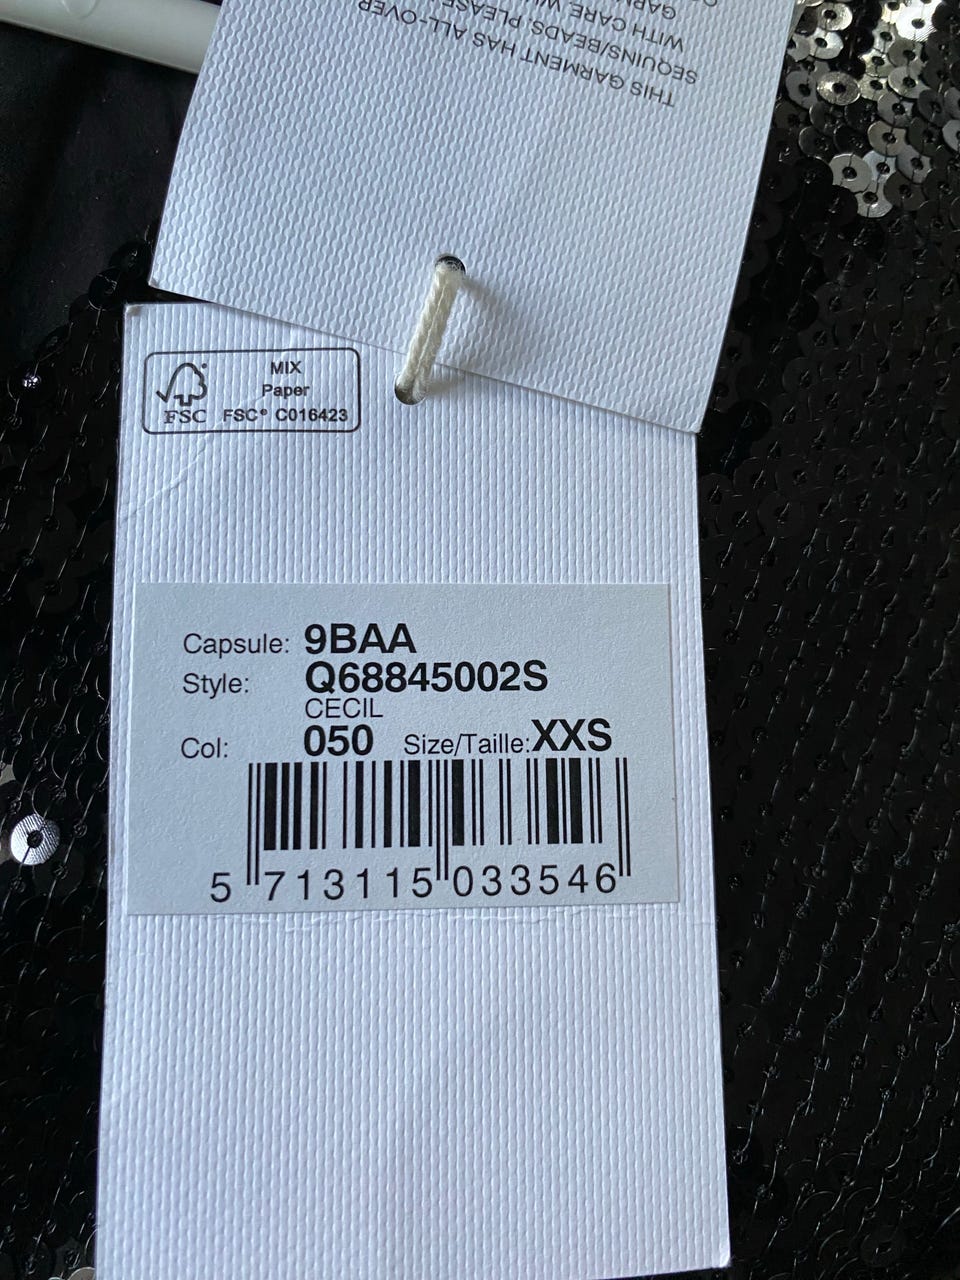 THIS GARMENT HAS ALL-OVER
SEQUINS/BEADS. PLEASE
WITH CARE.
MIX
Paper
FSC FSC® C016423
Capsule: 9BAA
Style: Q68845002S
CECIL
Col: 050 Size/Taille: XXS
5 713115 033546